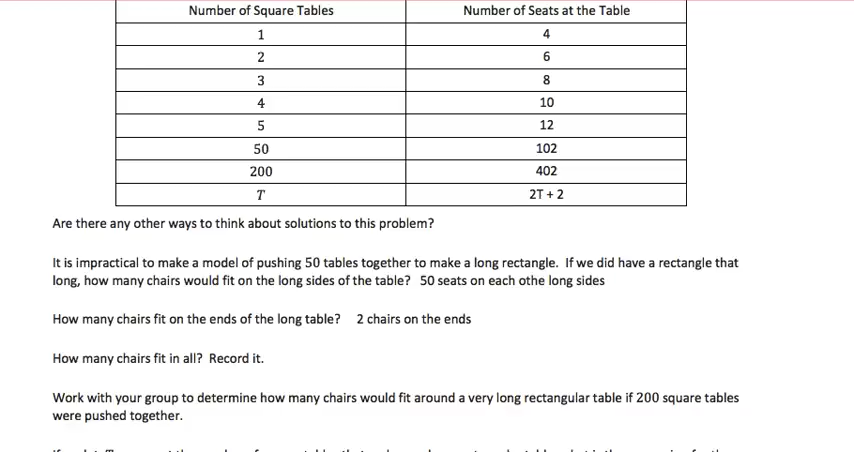 Number of Square Tables Number of Seats at the Table
1 4
2 6
3 8
4 10
5 12
50 102
200 402
T 2T + 2
Are there any other ways to think about solutions to this problem?
It is impractical to make a model of pushing 50 tables together to make a long rectangle. If we did have a rectangle that
long, how many chairs would fit on the long sides of the table? 50 seats on each othe long sides
How many chairs fit on the ends of the long table? 2 chairs on the ends
How many chairs fit in all? Record it.
Work with your group to determine how many chairs would fit around a very long rectangular table if 200 square tables
were pushed together.